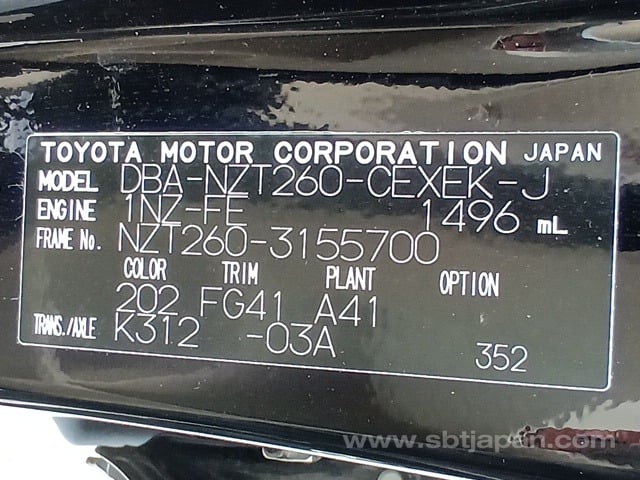 TOYOTA MOTOR CORPORATION JAPAN
MODEL DBA-NZT260-CEXEK-J
ENGINE 1NZ-FE 1496 mL
FRAME No. NZT260-3155700
COLOR TRIM PLANT OPTION
202 FG41 A41
TRANS./AXLE K312 -03A 352
www.sbtjapan.com